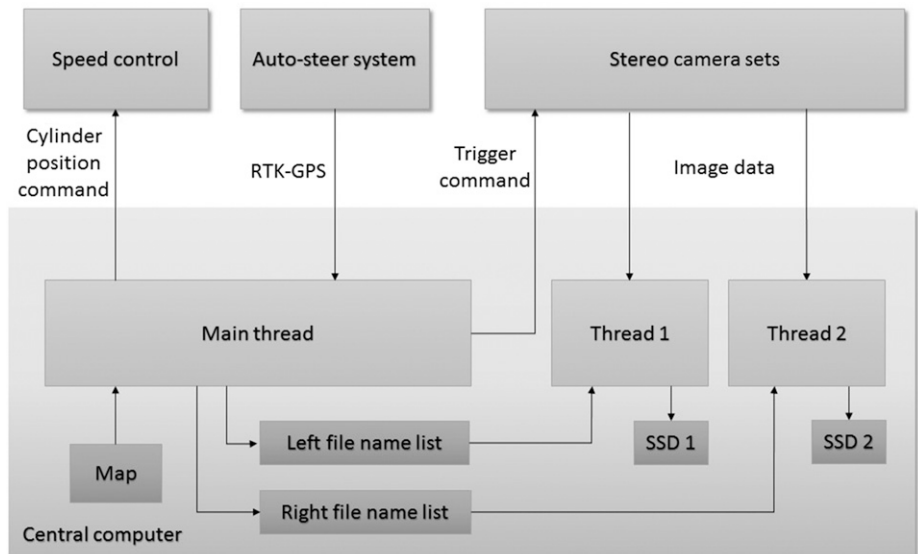 Speed control
Auto-steer system
Stereo camera sets
Cylinder
position
command
RTK-GPS
Trigger
command
Image data
Main thread
Thread 1
Thread 2
Left file name list
SSD 1
SSD 2
Map
Right file name list
Central computer